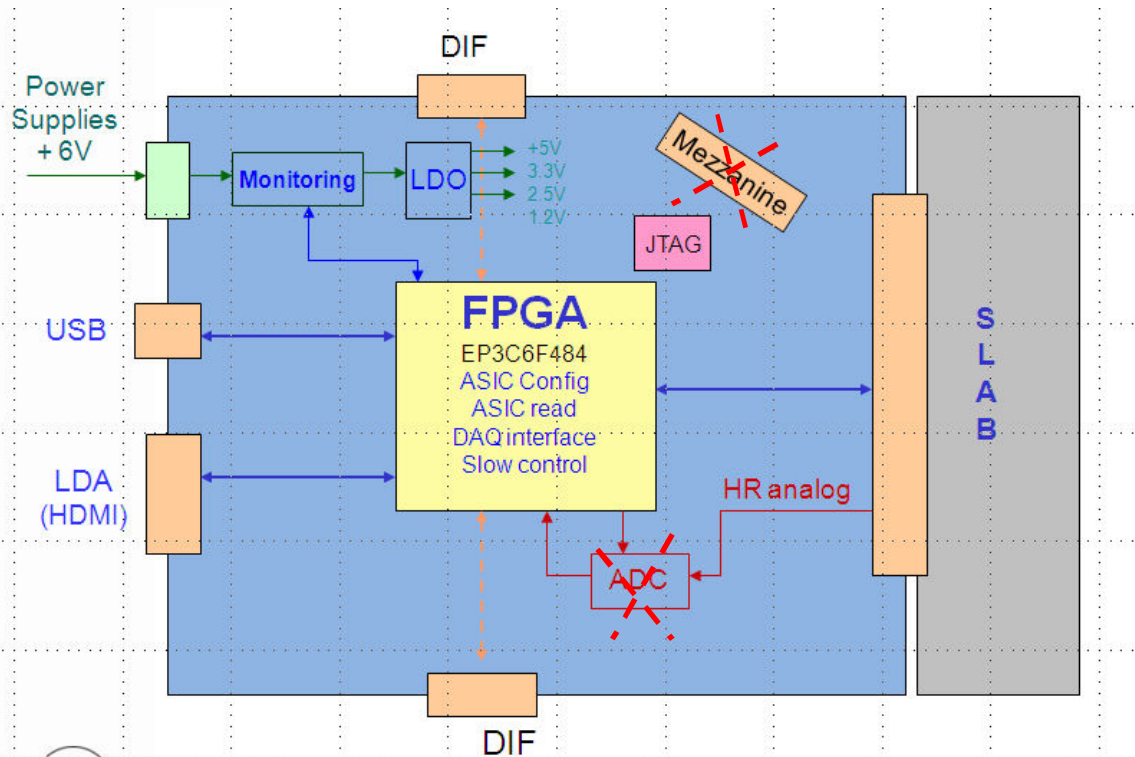 DIF
Power
Supplies
+ 6V
Monitoring
LDO
+5V
3.3V
2.5V
1.2V
Mezzanine
JTAG
USB
FPGA
EP3C6F484
ASIC Config
ASIC read
DAQ interface
Slow control
S
L
A
B
LDA
(HDMI)
HR analog
ADC
DIF